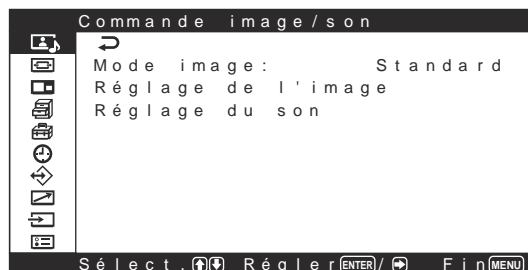 Commande image/son
Mode image: Standard
Réglage de l'image
Réglage du son
Sélect. Régler ENTER / Fin MENU